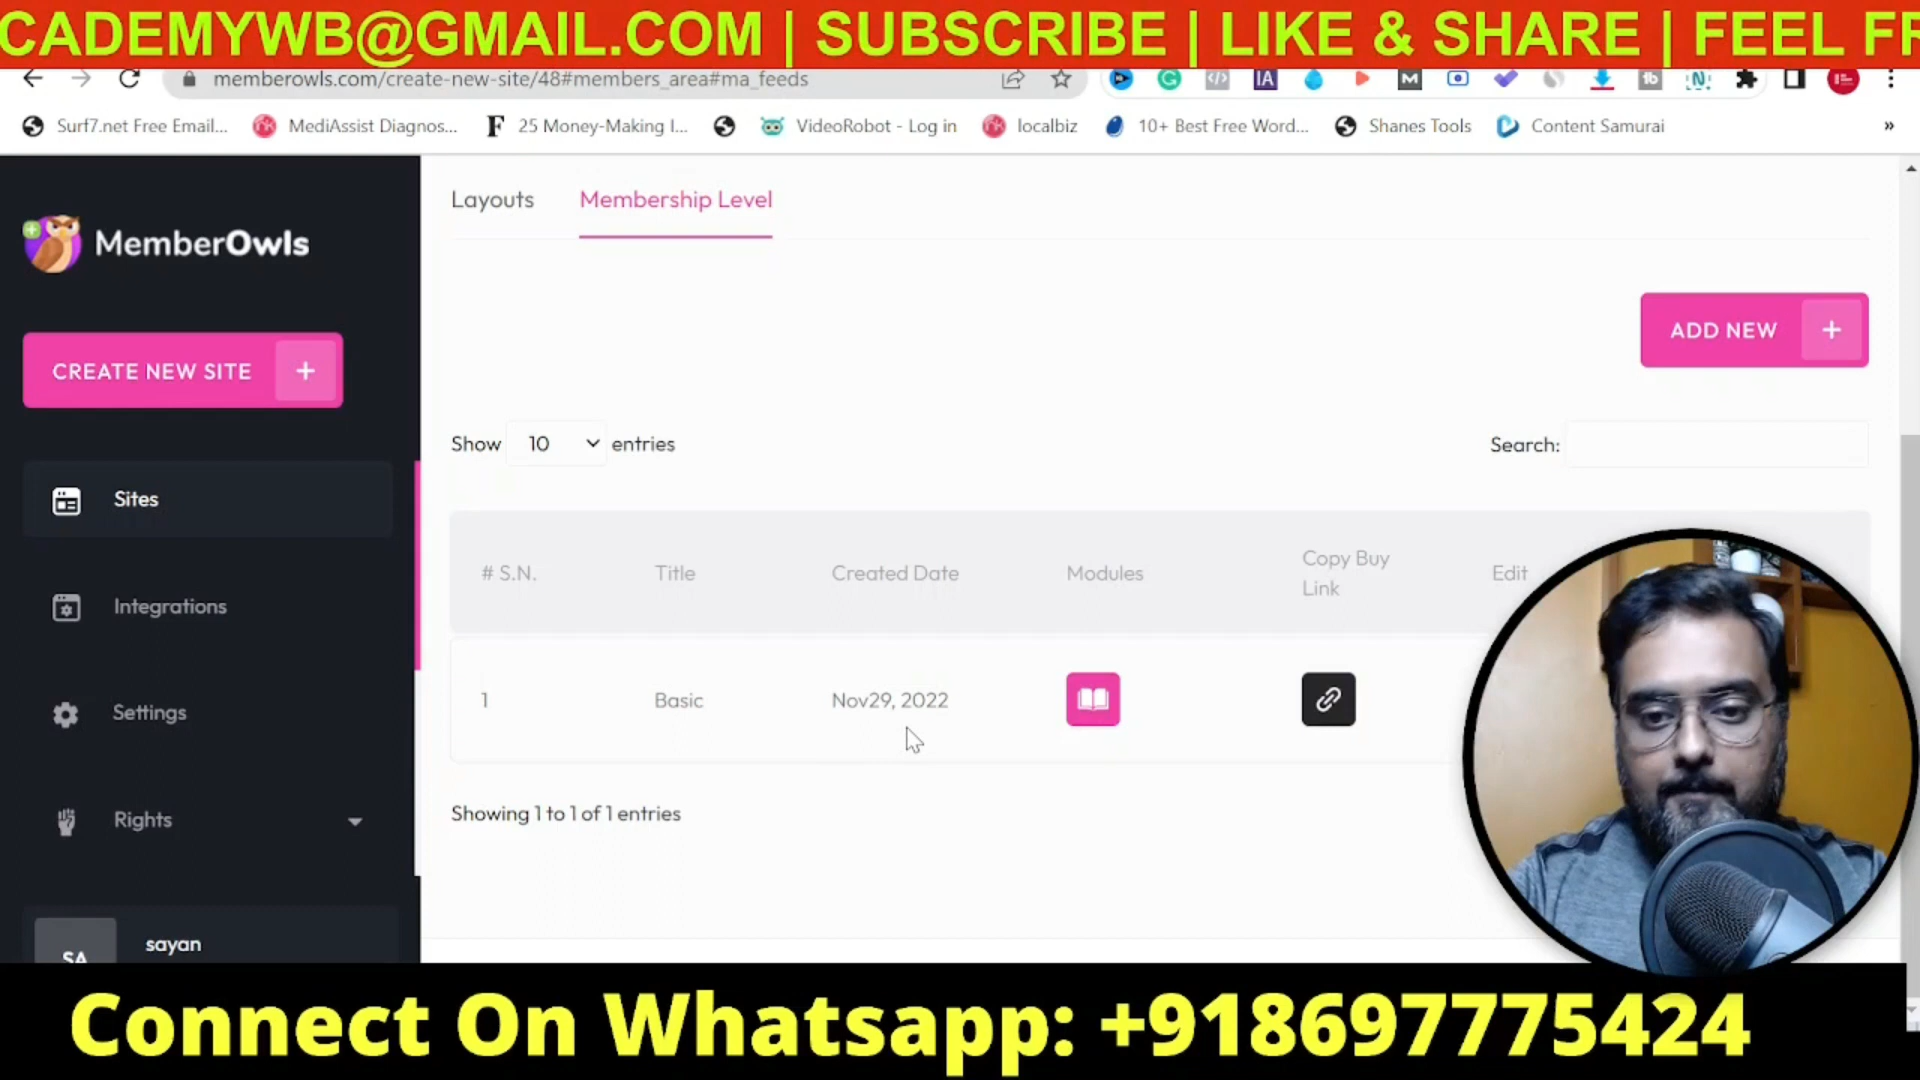 CADEMYWB@GMAIL.COM | SUBSCRIBE | LIKE & SHARE | FEEL FR
memberowls.com/create-new-site/48#members_area#ma_feeds
Surf7.net Free Email... MediAssist Diagnos... 25 Money-Making I... VideoRobot - Log in localbiz 10+ Best Free Word... Shanes Tools Content Samurai »
MemberOwls
CREATE NEW SITE +
Sites
Integrations
Settings
Rights
SA
sayan
Layouts Membership Level
ADD NEW +
Show 10 entries
Search:
# S.N. Title Created Date Modules Copy Buy Link Edit
1 Basic Nov29, 2022
Showing 1 to 1 of 1 entries
Connect On Whatsapp: +918697775424